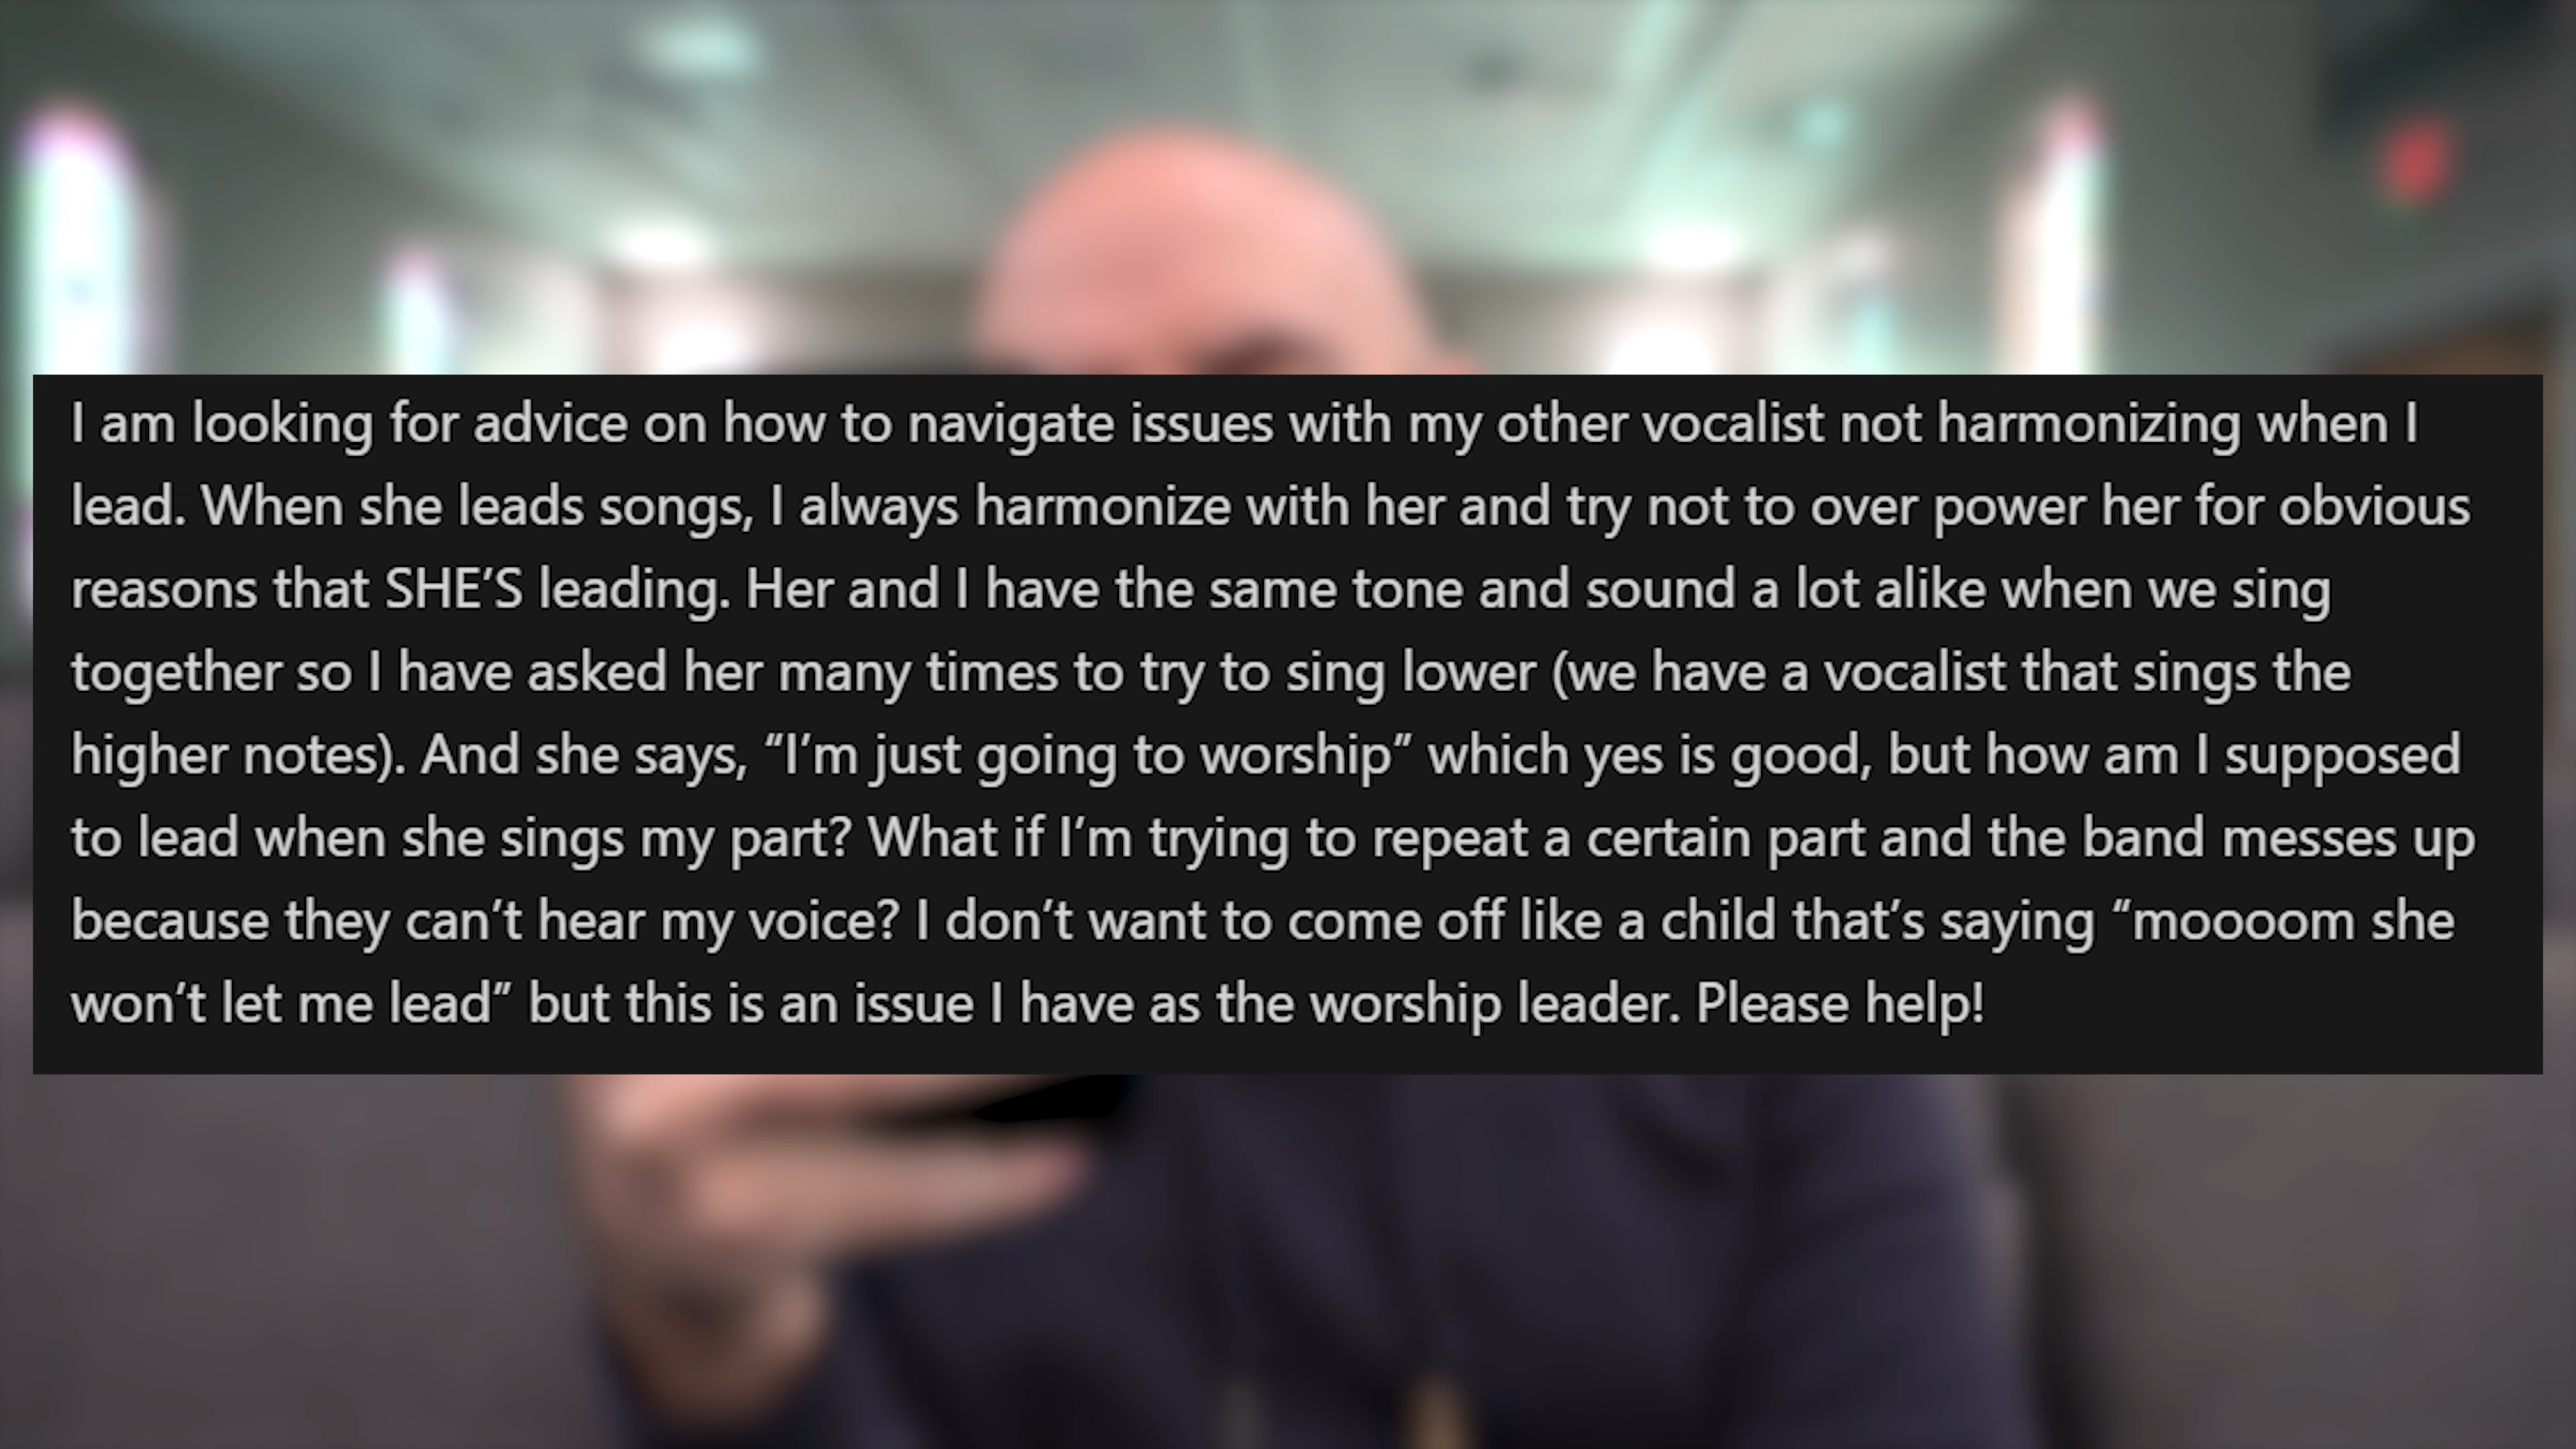 I am looking for advice on how to navigate issues with my other vocalist not harmonizing when I
lead. When she leads songs, I always harmonize with her and try not to over power her for obvious
reasons that SHE’S leading. Her and I have the same tone and sound a lot alike when we sing
together so I have asked her many times to try to sing lower (we have a vocalist that sings the
higher notes). And she says, “I’m just going to worship” which yes is good, but how am I supposed
to lead when she sings my part? What if I’m trying to repeat a certain part and the band messes up
because they can’t hear my voice? I don’t want to come off like a child that’s saying “moooom she
won’t let me lead” but this is an issue I have as the worship leader. Please help!